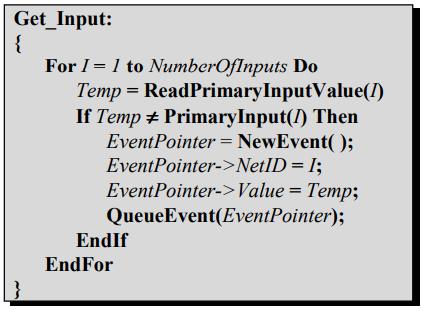 Get_Input:
{
For I = 1 to NumberOfInputs Do
Temp = ReadPrimaryInputValue(I)
If Temp ≠ PrimaryInput(I) Then
EventPointer = NewEvent( );
EventPointer->NetID = I;
EventPointer->Value = Temp;
QueueEvent(EventPointer);
EndIf
EndFor
}